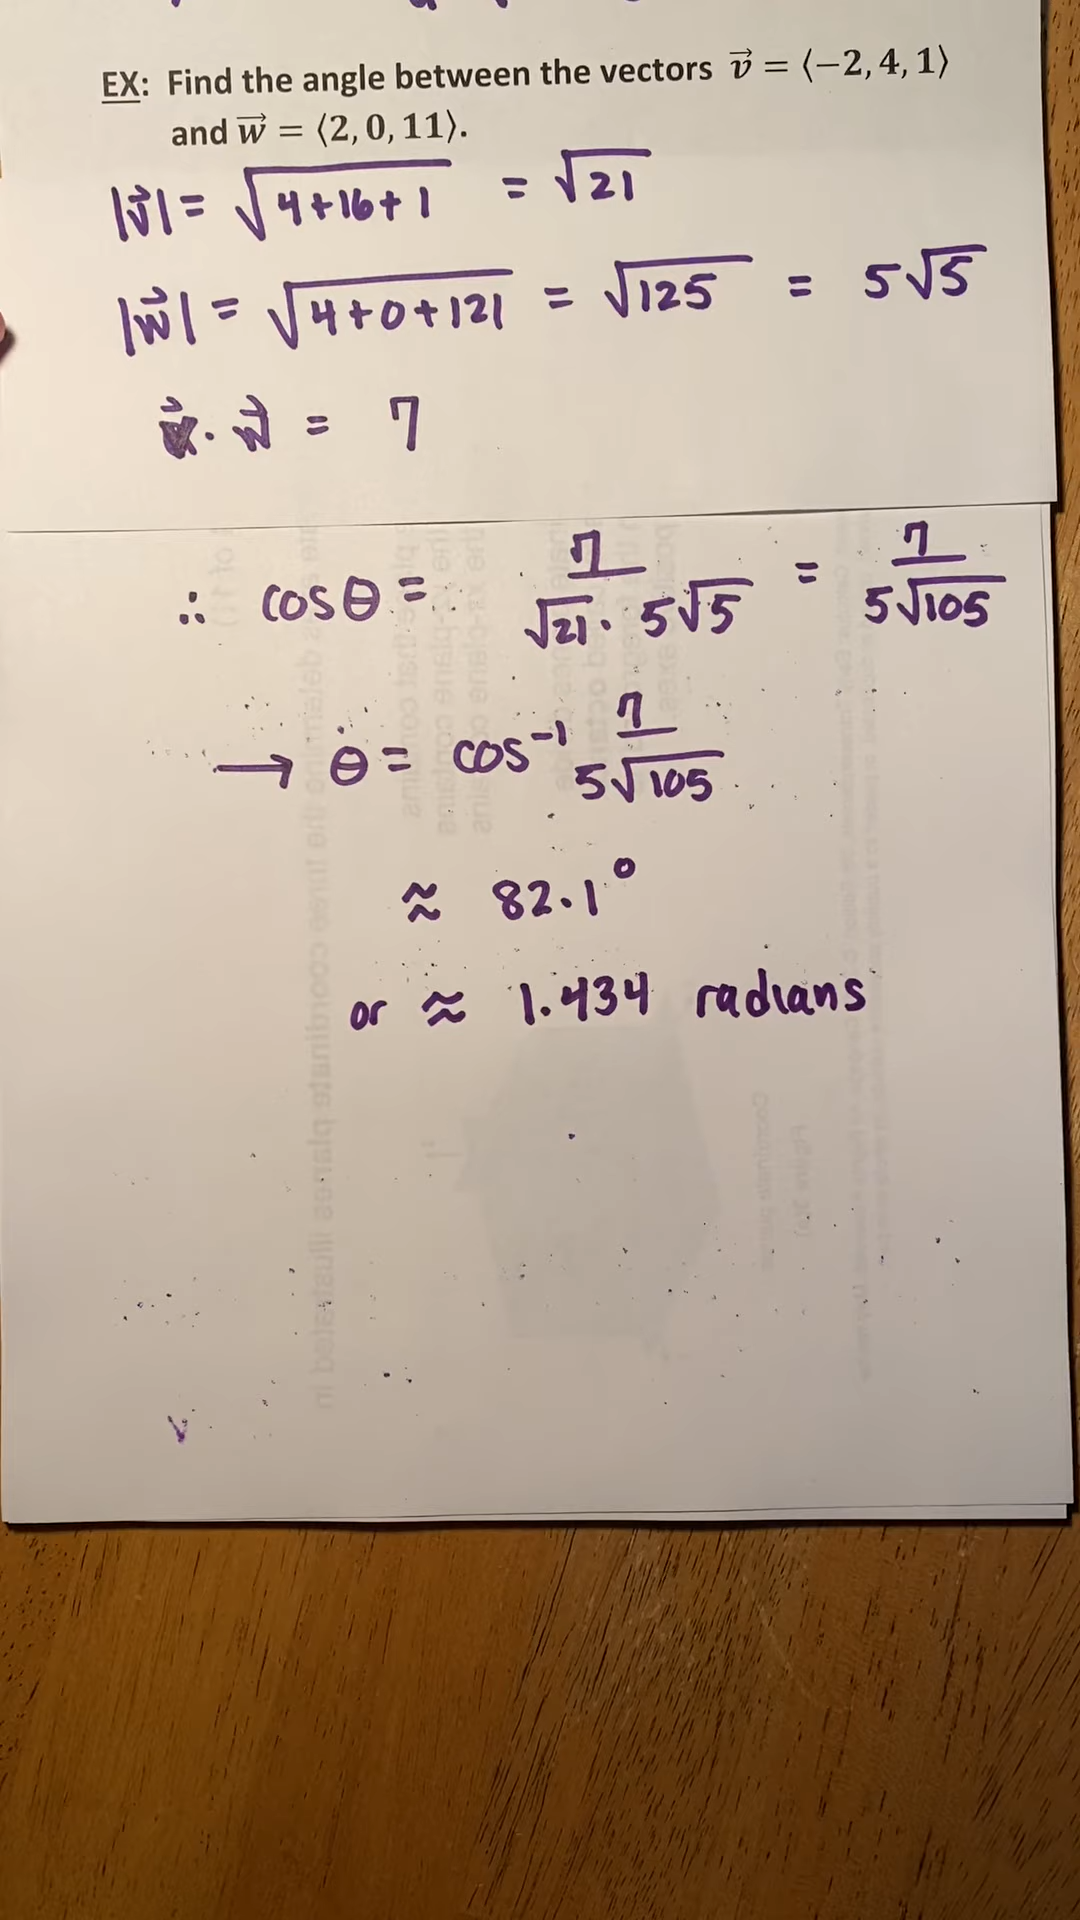 EX: Find the angle between the vectors v⃗ = ⟨−2, 4, 1⟩
and w⃗ = ⟨2, 0, 11⟩.
|v⃗| = √(4+16+1) = √21
|w⃗| = √(4+0+121) = √125 = 5√5
v⃗ · w⃗ = 7
∴ cos θ = 7/(√21 · 5√5) = 7/(5√105)
→ θ = cos⁻¹ 7/(5√105)
≈ 82.1°
or ≈ 1.434 radians